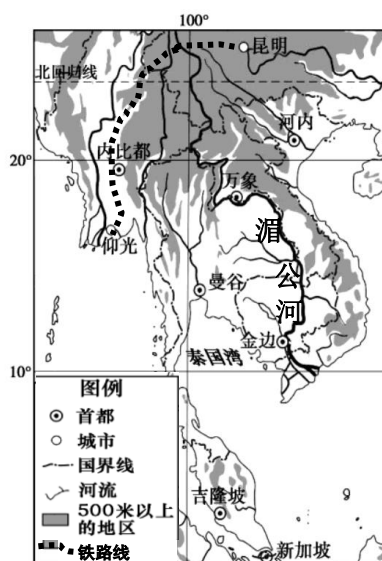 100°
昆明
北回归线
河内
内比都
20°
万象
湄
仰光
公
曼谷
河
金边
泰国湾
10°
图例
首都
城市
国界线
河流
500米以上
的地区
铁路线
吉隆坡
新加坡